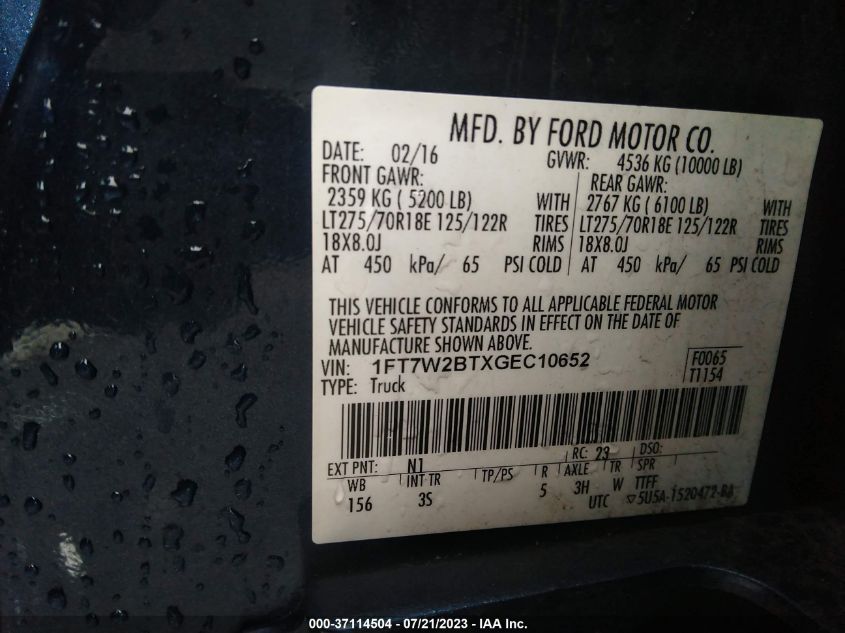 MFD. BY FORD MOTOR CO.
DATE: 02/16 GVWR: 4536 KG (10000 LB)
FRONT GAWR: REAR GAWR:
2359 KG ( 5200 LB) WITH 2767 KG ( 6100 LB) WITH
LT275/70R18E 125/122R TIRES LT275/70R18E 125/122R TIRES
18X8.0J RIMS 18X8.0J RIMS
AT 450 kPa/ 65 PSI COLD AT 450 kPa/ 65 PSI COLD
THIS VEHICLE CONFORMS TO ALL APPLICABLE FEDERAL MOTOR
VEHICLE SAFETY STANDARDS IN EFFECT ON THE DATE OF
MANUFACTURE SHOWN ABOVE.
VIN: 1FT7W2BTXGEC10652 F0065
TYPE: Truck T1154
EXT PNT: N1 RC: 23 DSO:
WB INT TR TP/PS R AXLE TR SPR
156 3S 5 3H W TTFF
UTC ▽5U5A-1520472-BA
000-37114504 - 07/21/2023 - IAA Inc.